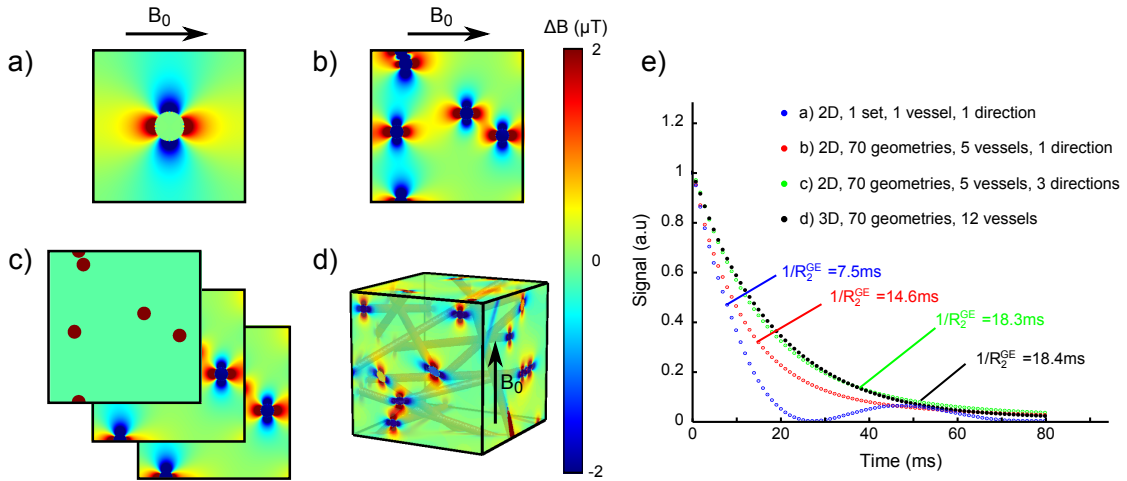 a)
B₀
b)
B₀
ΔB (μT)
2
0
-2
c)
d)
B₀
e)
a) 2D, 1 set, 1 vessel, 1 direction
b) 2D, 70 geometries, 5 vessels, 1 direction
c) 2D, 70 geometries, 5 vessels, 3 directions
d) 3D, 70 geometries, 12 vessels
1/R₂ᴳᴱ =7.5ms
1/R₂ᴳᴱ =14.6ms
1/R₂ᴳᴱ =18.3ms
1/R₂ᴳᴱ =18.4ms
Signal (a.u)
1.2
1
0.8
0.6
0.4
0.2
0
0 20 40 60 80 100
Time (ms)